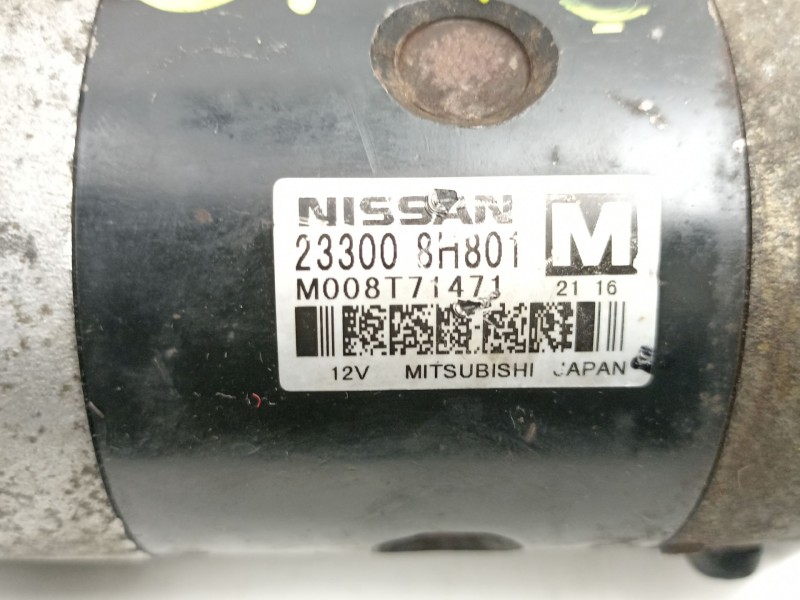 NISSAN
23300 8H801
M
M008T71471
21 16
12V MITSUBISHI JAPAN